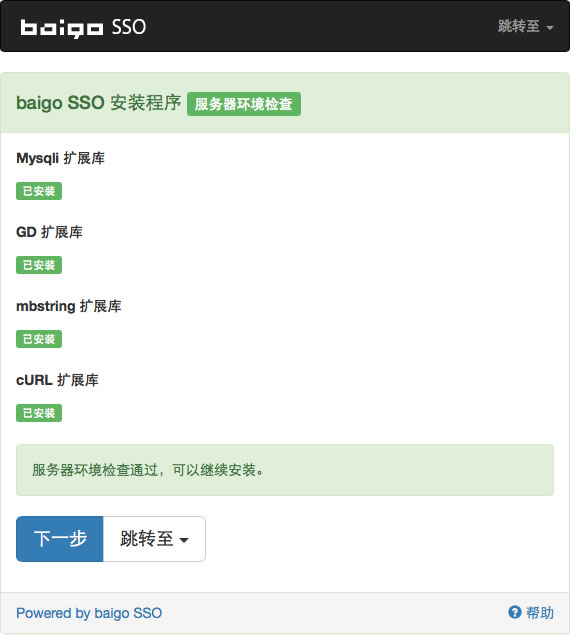 baigo SSO 跳转至
baigo SSO 安装程序 服务器环境检查
Mysqli 扩展库
已安装
GD 扩展库
已安装
mbstring 扩展库
已安装
cURL 扩展库
已安装
服务器环境检查通过，可以继续安装。
下一步 跳转至
Powered by baigo SSO 帮助